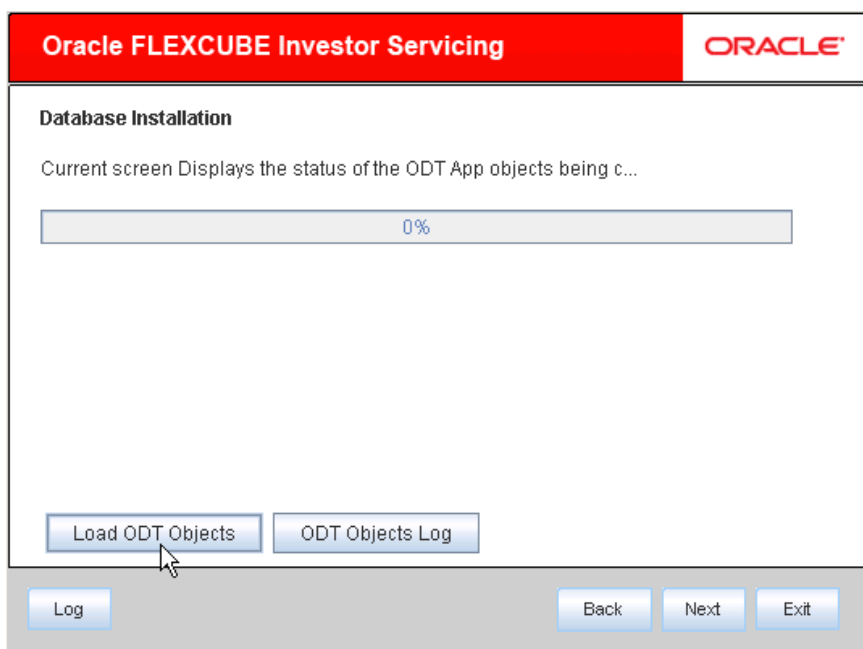 Oracle FLEXCUBE Investor Servicing
ORACLE
Database Installation
Current screen Displays the status of the ODT App objects being c...
0%
Load ODT Objects
ODT Objects Log
Log
Back
Next
Exit